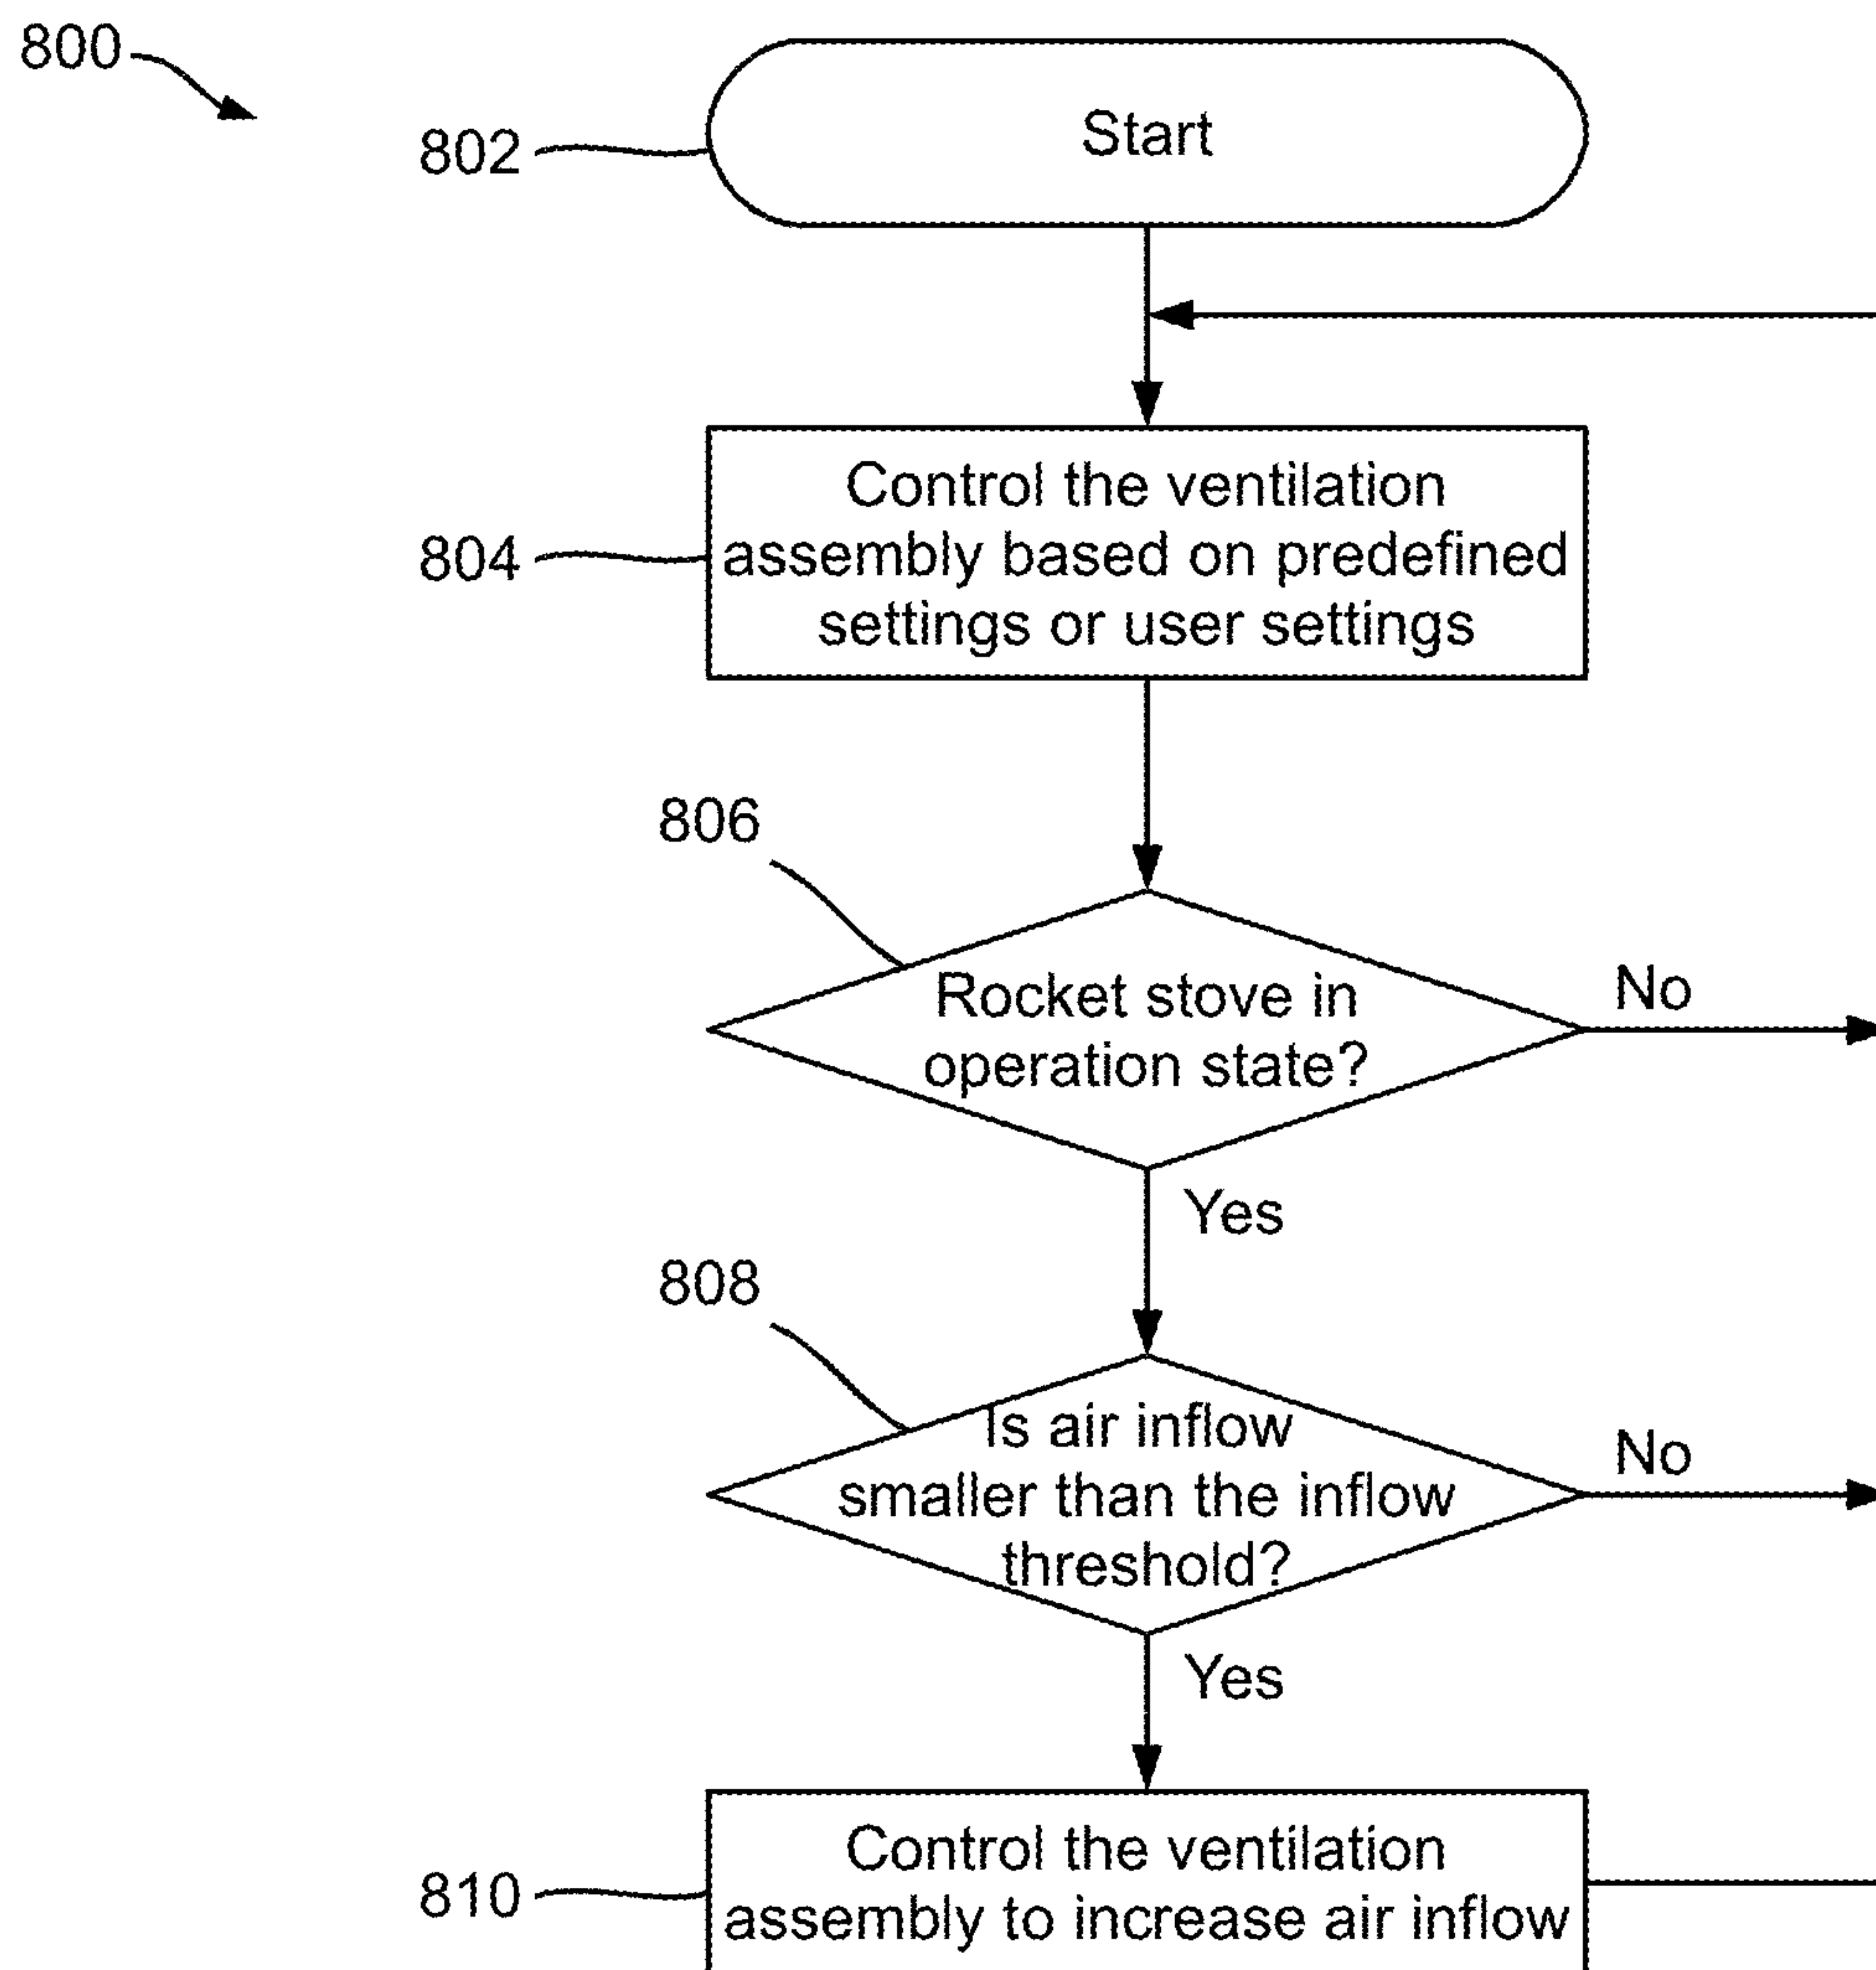 800
802
Start
804
Control the ventilation
assembly based on predefined
settings or user settings
806
Rocket stove in
operation state?
No
Yes
808
Is air inflow
smaller than the inflow
threshold?
No
Yes
810
Control the ventilation
assembly to increase air inflow